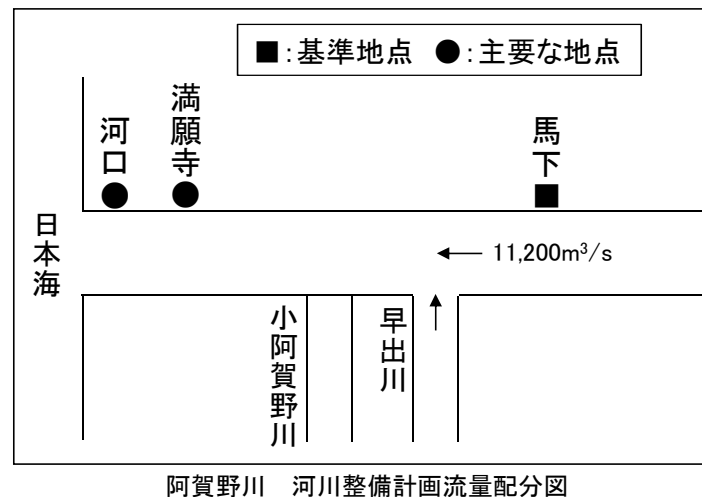 ■:基準地点 ●:主要な地点
河口
満願寺
馬下
日本海
← 11,200m³/s
小阿賀野川
早出川
阿賀野川 河川整備計画流量配分図